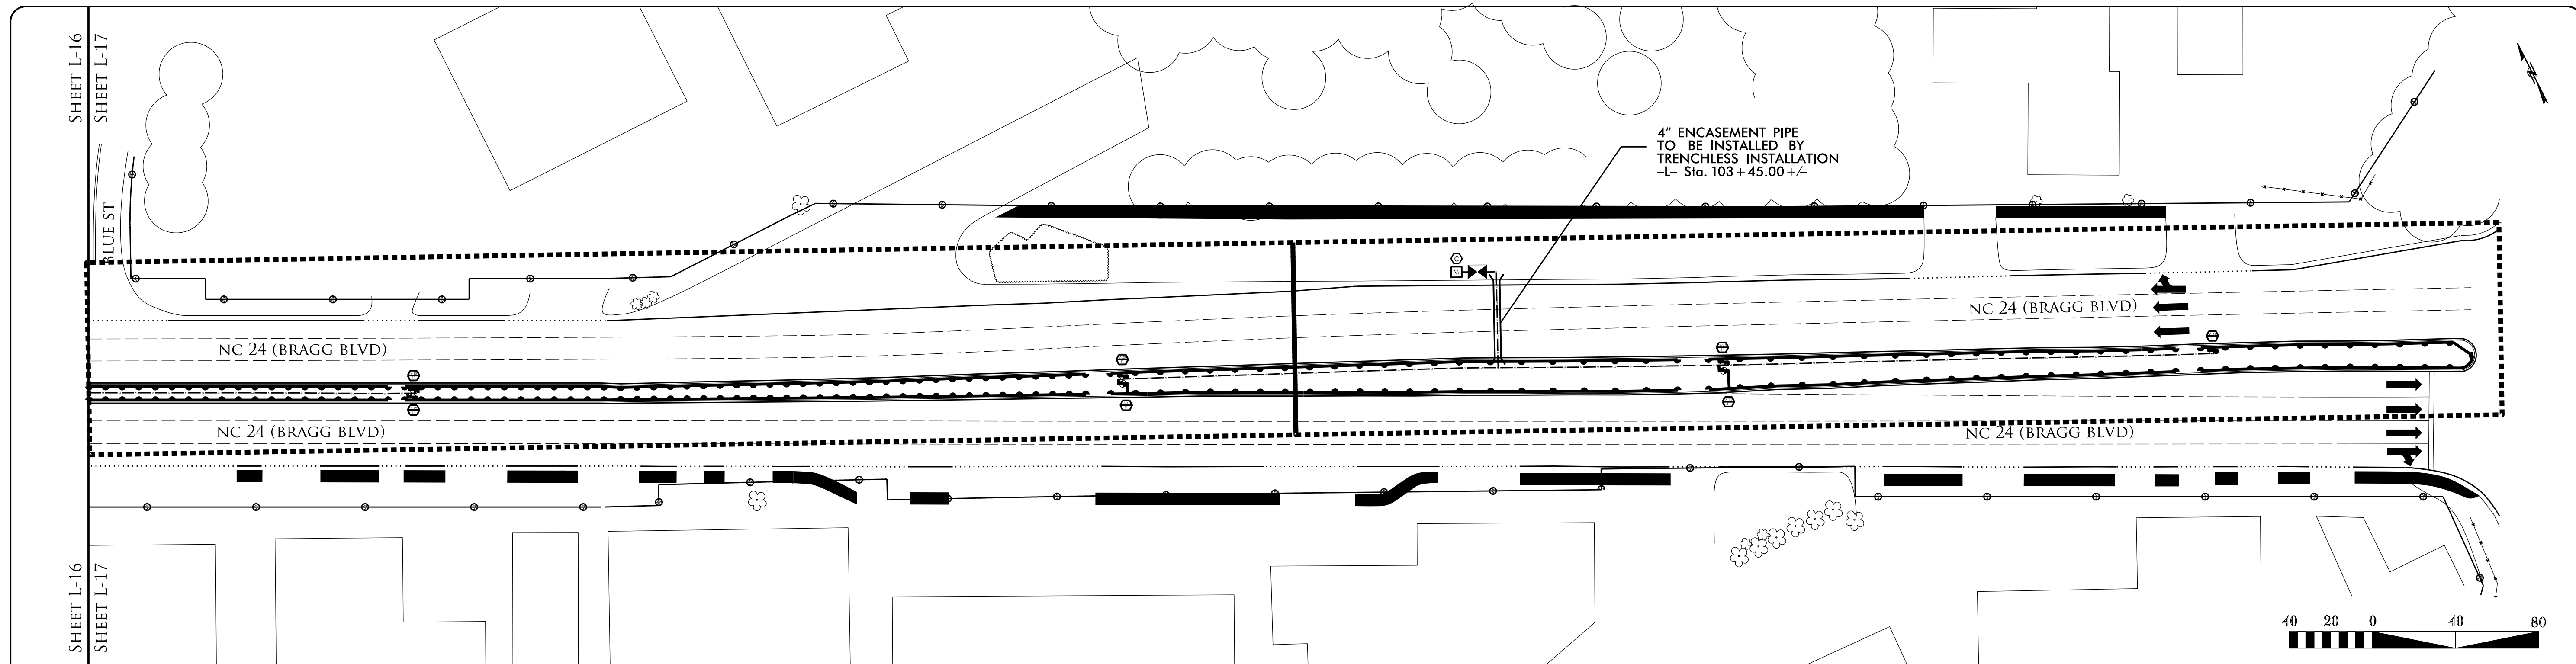 SHEET L-16
SHEET L-17
BLUE ST
4" ENCASEMENT PIPE
TO BE INSTALLED BY
TRENCHLESS INSTALLATION
-L- Sta. 103+45.00+/-
C
M
N
NC 24 (BRAGG BLVD)
NC 24 (BRAGG BLVD)
NC 24 (BRAGG BLVD)
NC 24 (BRAGG BLVD)
SHEET L-16
SHEET L-17
40 20 0 40 80